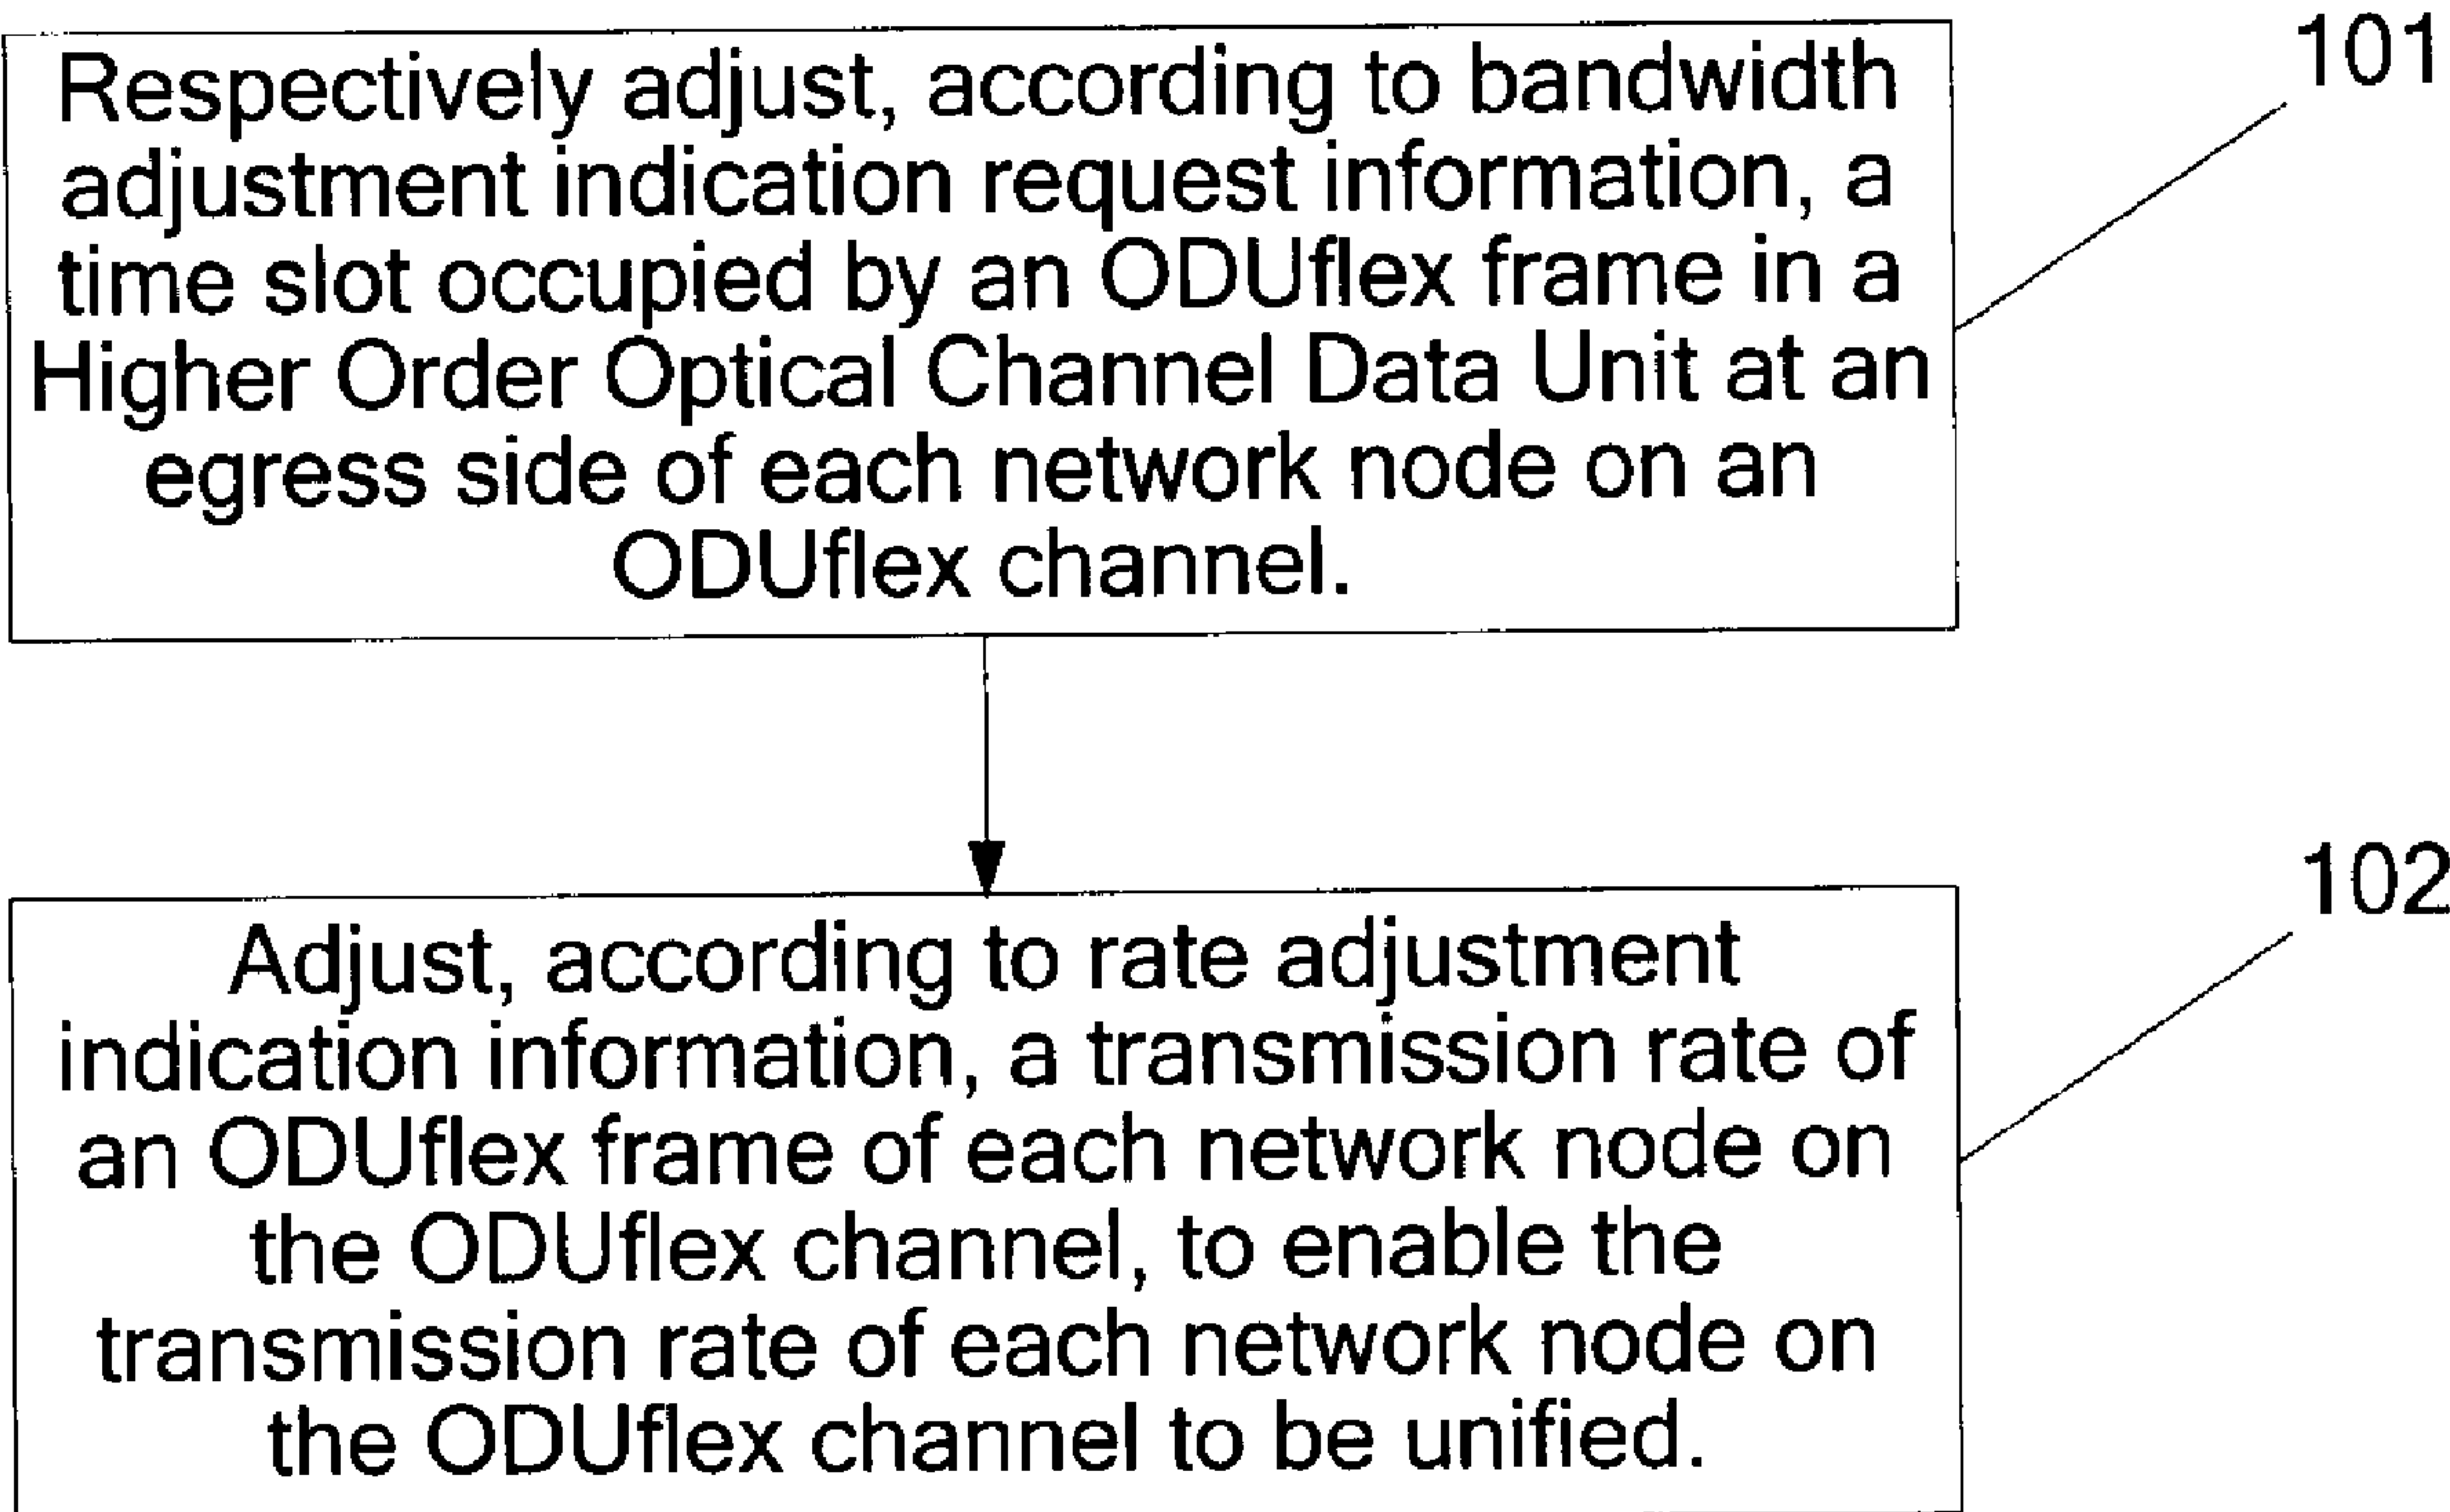 101
Respectively adjust, according to bandwidth
adjustment indication request information, a
time slot occupied by an ODUflex frame in a
Higher Order Optical Channel Data Unit at an
egress side of each network node on an
ODUflex channel.
102
Adjust, according to rate adjustment
indication information, a transmission rate of
an ODUflex frame of each network node on
the ODUflex channel, to enable the
transmission rate of each network node on
the ODUflex channel to be unified.